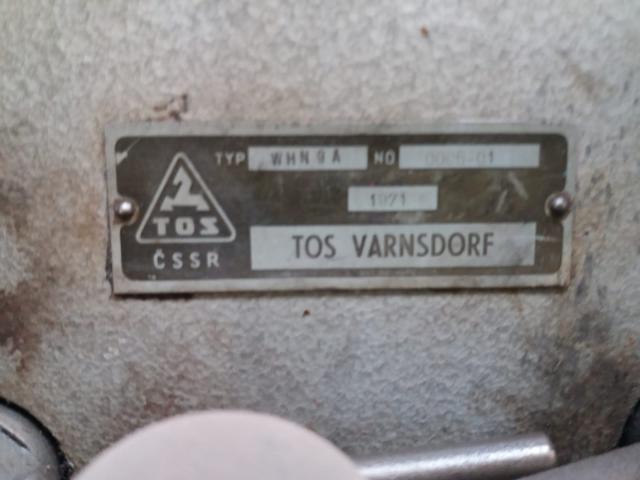 TYP WHN 9 A NO
1971
TOS
ČSSR
TOS VARNSDORF